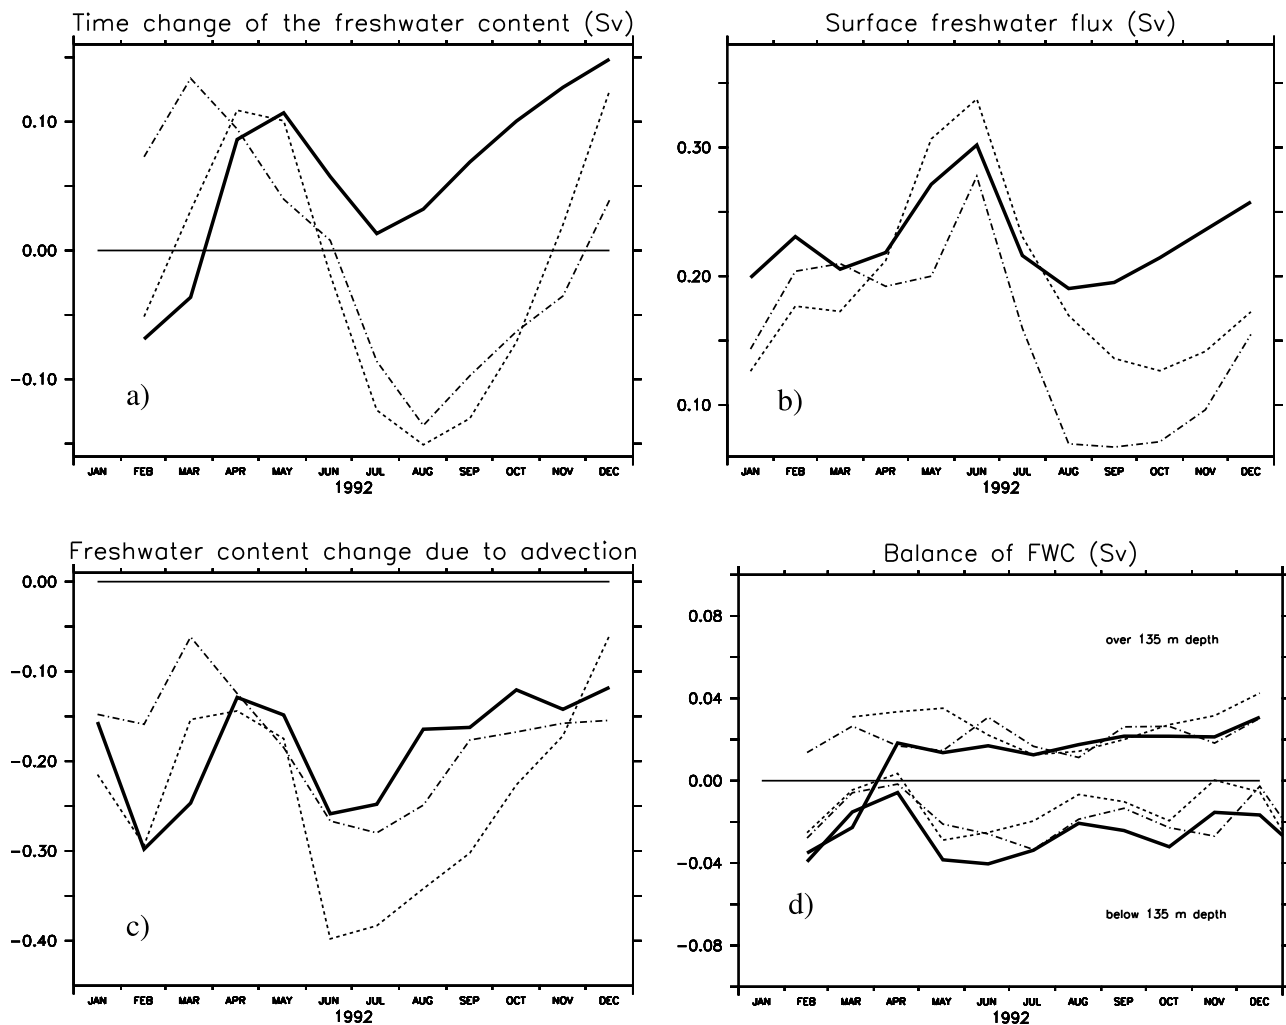 Time change of the freshwater content (Sv)
0.10
0.00
-0.10
a)
JAN FEB MAR APR MAY JUN JUL AUG SEP OCT NOV DEC
1992
Surface freshwater flux (Sv)
0.30
0.20
0.10
b)
JAN FEB MAR APR MAY JUN JUL AUG SEP OCT NOV DEC
1992
Freshwater content change due to advection
0.00
-0.10
-0.20
-0.30
-0.40
c)
JAN FEB MAR APR MAY JUN JUL AUG SEP OCT NOV DEC
1992
Balance of FWC (Sv)
0.08
over 135 m depth
0.04
0.00
-0.04
d)
below 135 m depth
-0.08
JAN FEB MAR APR MAY JUN JUL AUG SEP OCT NOV DEC
1992